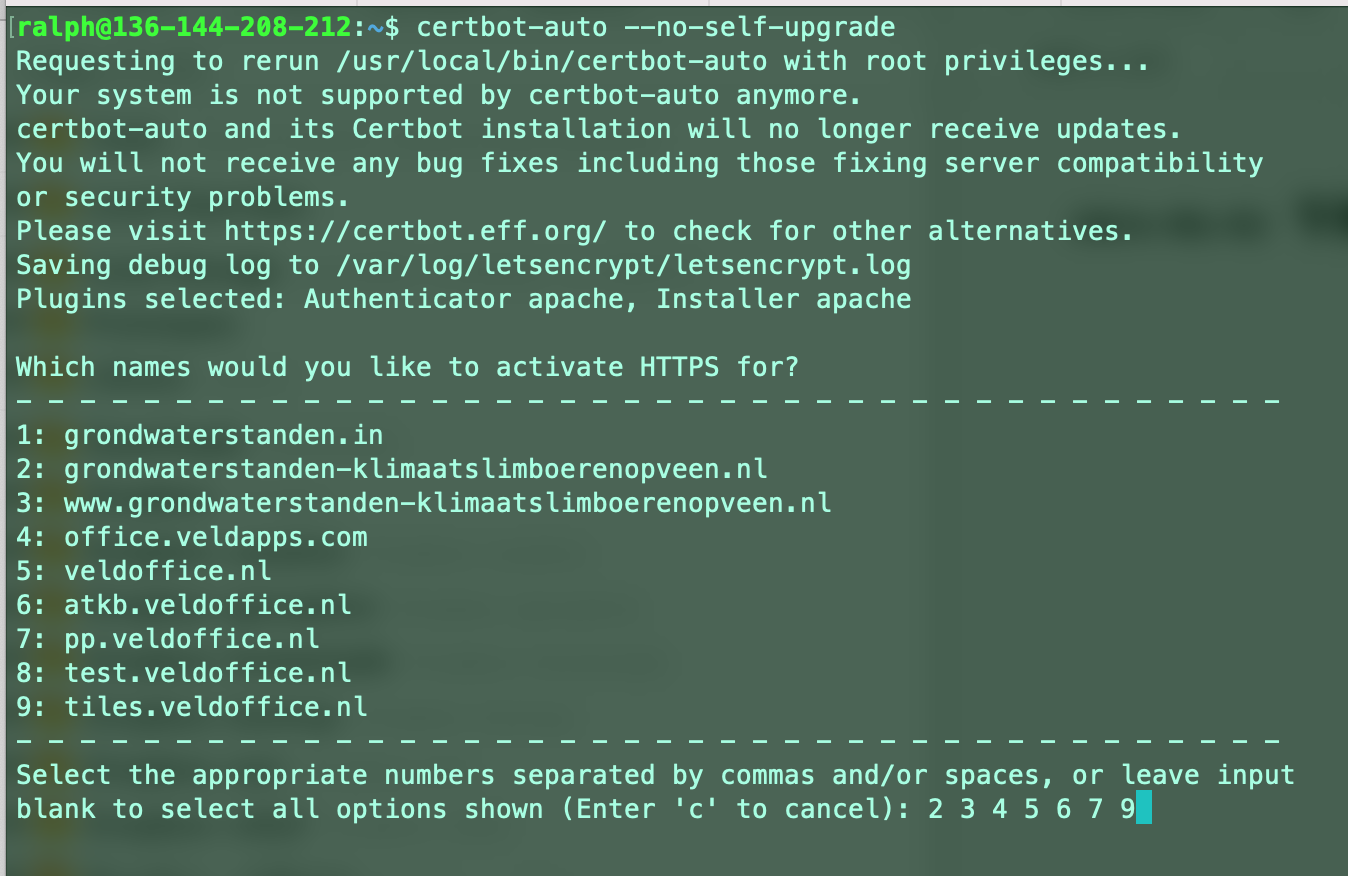 [ralph@136-144-208-212:~$ certbot-auto --no-self-upgrade
Requesting to rerun /usr/local/bin/certbot-auto with root privileges...
Your system is not supported by certbot-auto anymore.
certbot-auto and its Certbot installation will no longer receive updates.
You will not receive any bug fixes including those fixing server compatibility
or security problems.
Please visit https://certbot.eff.org/ to check for other alternatives.
Saving debug log to /var/log/letsencrypt/letsencrypt.log
Plugins selected: Authenticator apache, Installer apache
Which names would you like to activate HTTPS for?
- - - - - - - - - - - - - - - - - - - - - - - - - - - - - - - - - - - - - - - -
1: grondwaterstanden.in
2: grondwaterstanden-klimaatslimboerenopveen.nl
3: www.grondwaterstanden-klimaatslimboerenopveen.nl
4: office.veldapps.com
5: veldoffice.nl
6: atkb.veldoffice.nl
7: pp.veldoffice.nl
8: test.veldoffice.nl
9: tiles.veldoffice.nl
- - - - - - - - - - - - - - - - - - - - - - - - - - - - - - - - - - - - - - - -
Select the appropriate numbers separated by commas and/or spaces, or leave input
blank to select all options shown (Enter 'c' to cancel): 2 3 4 5 6 7 9